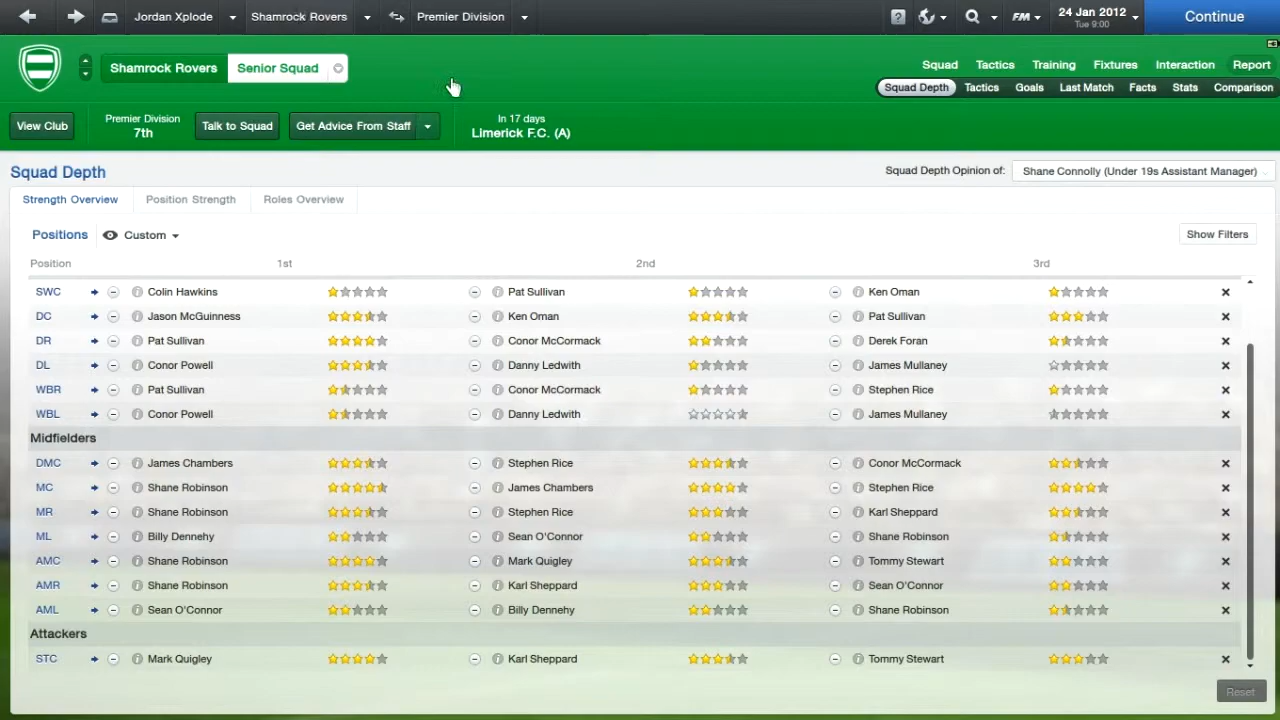 Jordan Xplode Shamrock Rovers Premier Division ? FM 24 Jan 2012 Continue
Tue 9:00
Shamrock Rovers Senior Squad
Squad Tactics Training Fixtures Interaction Report
Squad Depth Tactics Goals Last Match Facts Stats Comparison
View Club Premier Division Talk to Squad Get Advice From Staff In 17 days
7th Limerick F.C. (A)
Squad Depth Squad Depth Opinion of: Shane Connolly (Under 19s Assistant Manager)
Strength Overview Position Strength Roles Overview
Positions Custom Show Filters
Position 1st 2nd 3rd
SWC Colin Hawkins Pat Sullivan Ken Oman
DC Jason McGuinness Ken Oman Pat Sullivan
DR Pat Sullivan Conor McCormack Derek Foran
DL Conor Powell Danny Ledwith James Mullaney
WBR Pat Sullivan Conor McCormack Stephen Rice
WBL Conor Powell Danny Ledwith James Mullaney
Midfielders
DMC James Chambers Stephen Rice Conor McCormack
MC Shane Robinson James Chambers Stephen Rice
MR Shane Robinson Stephen Rice Karl Sheppard
ML Billy Dennehy Sean O'Connor Shane Robinson
AMC Shane Robinson Mark Quigley Tommy Stewart
AMR Shane Robinson Karl Sheppard Sean O'Connor
AML Sean O'Connor Billy Dennehy Shane Robinson
Attackers
STC Mark Quigley Karl Sheppard Tommy Stewart
Reset